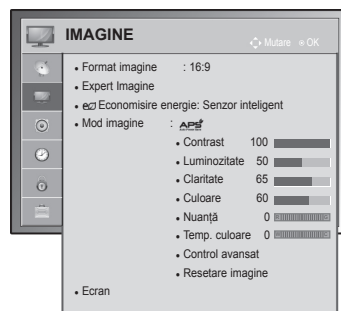 IMAGINE
Mutare OK
• Format imagine : 16:9
• Expert Imagine
• Economisire energie: Senzor inteligent
• Mod imagine : APS
• Contrast 100
• Luminozitate 50
• Claritate 65
• Culoare 60
• Nuanță 0
• Temp. culoare 0
• Control avansat
• Resetare imagine
• Ecran